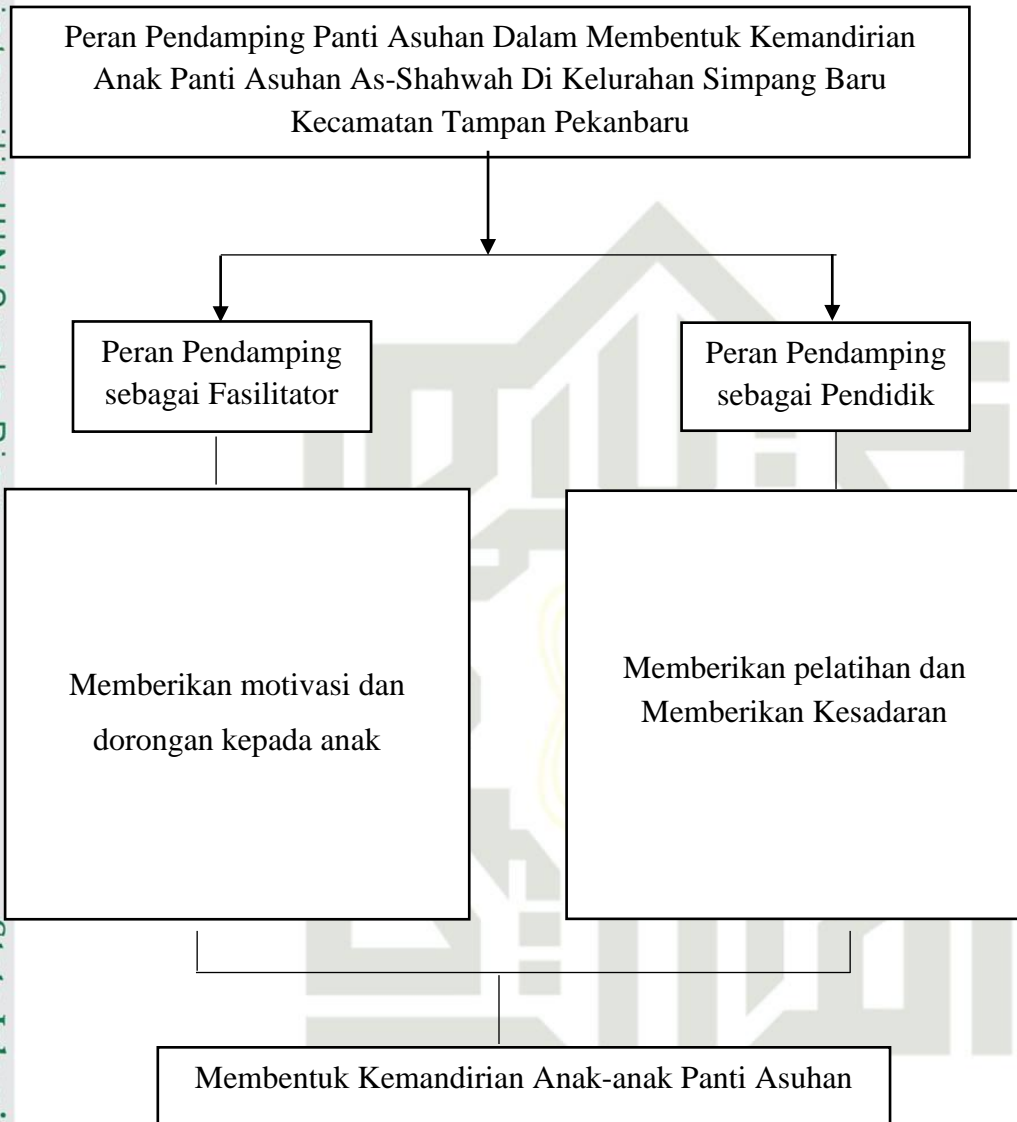 Peran Pendamping Panti Asuhan Dalam Membentuk Kemandirian
Anak Panti Asuhan As-Shahwah Di Kelurahan Simpang Baru
Kecamatan Tampan Pekanbaru
Peran Pendamping
sebagai Fasilitator
Peran Pendamping
sebagai Pendidik
Memberikan motivasi dan
dorongan kepada anak
Memberikan pelatihan dan
Memberikan Kesadaran
Membentuk Kemandirian Anak-anak Panti Asuhan